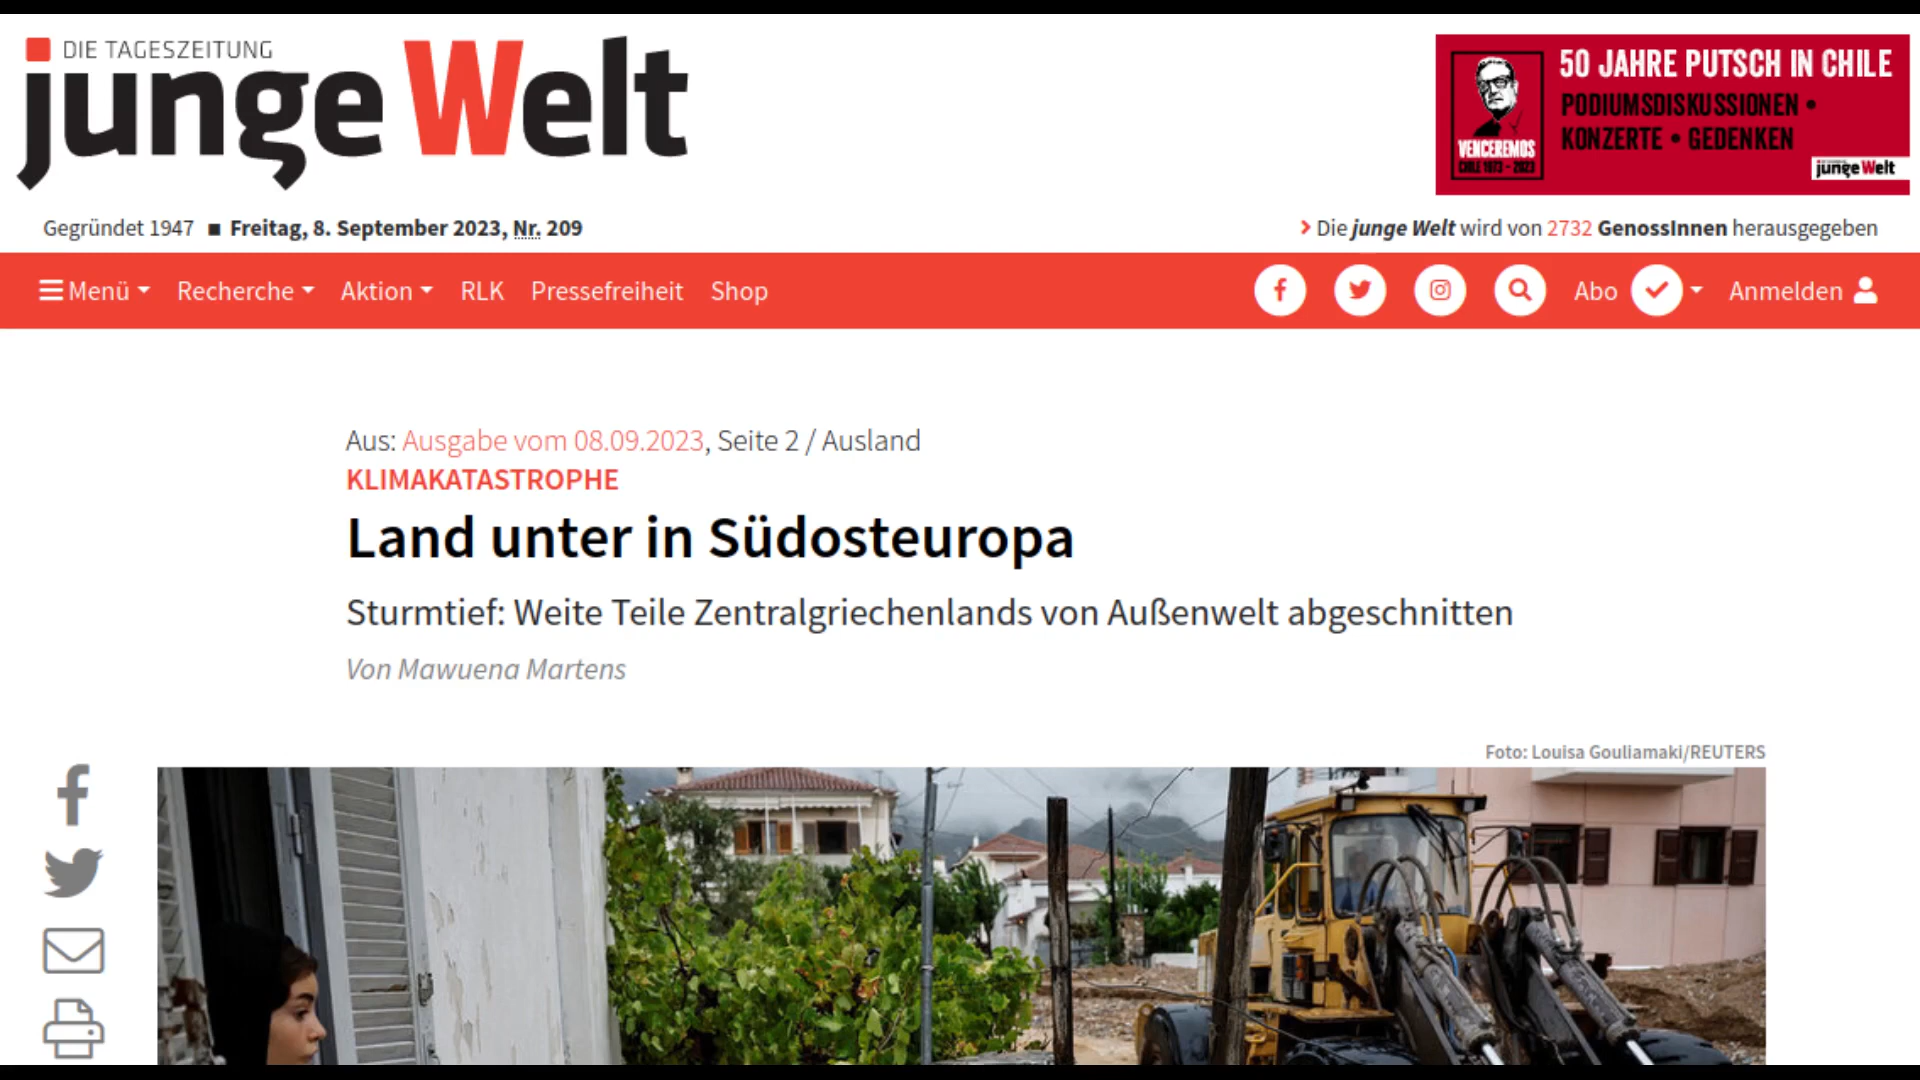 DIE TAGESZEITUNG
junge Welt
50 JAHRE PUTSCH IN CHILE
PODIUMSDISKUSSIONEN •
KONZERTE • GEDENKEN
VENCEREMOS
CHILE 1973 – 2023
junge Welt
Gegründet 1947 ■ Freitag, 8. September 2023, Nr. 209
Die junge Welt wird von 2732 GenossInnen herausgegeben
Menü Recherche Aktion RLK Pressefreiheit Shop Abo Anmelden
Aus: Ausgabe vom 08.09.2023, Seite 2 / Ausland
KLIMAKATASTROPHE
Land unter in Südosteuropa
Sturmtief: Weite Teile Zentralgriechenlands von Außenwelt abgeschnitten
Von Mawuena Martens
Foto: Louisa Gouliamaki/REUTERS